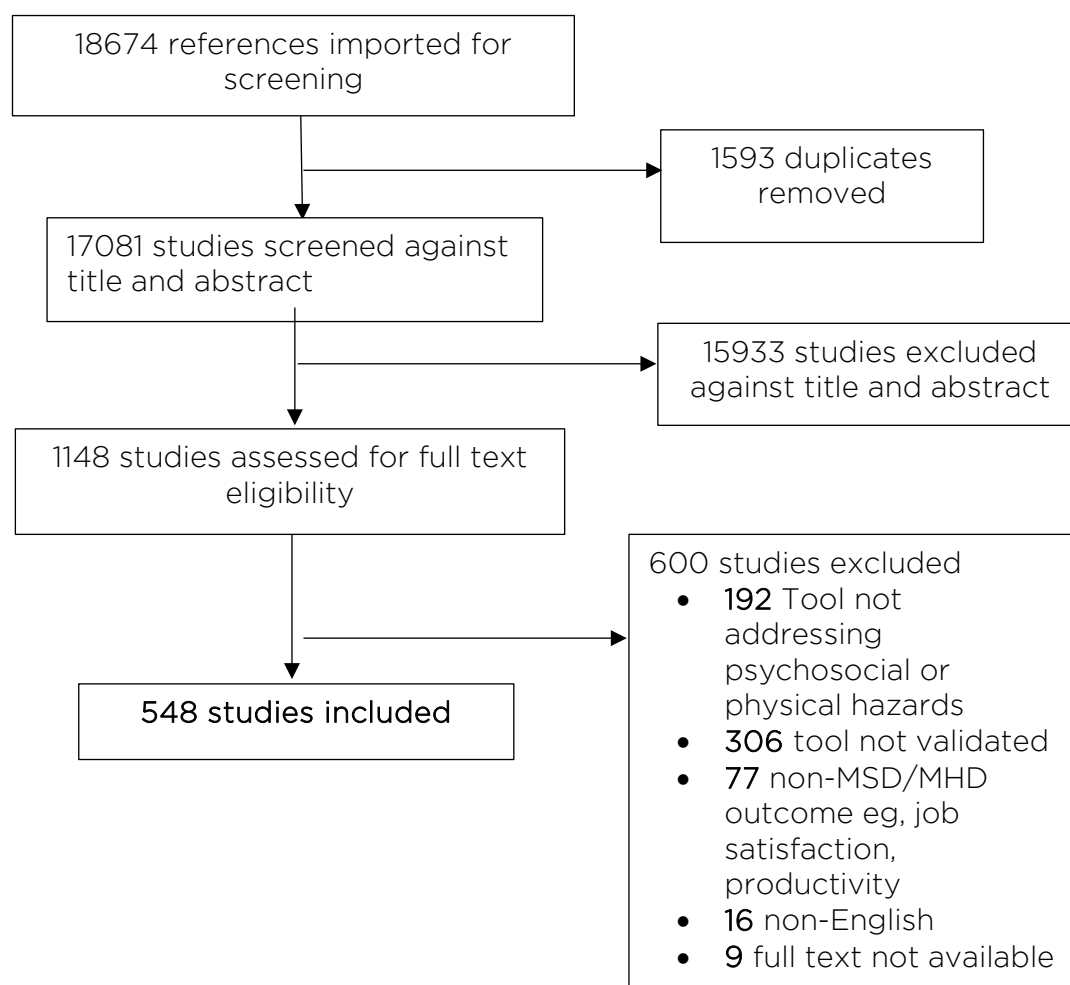 18674 references imported for
screening
1593 duplicates
removed
17081 studies screened against
title and abstract
15933 studies excluded
against title and abstract
1148 studies assessed for full text
eligibility
600 studies excluded
• 192 Tool not
addressing
psychosocial or
physical hazards
• 306 tool not validated
• 77 non-MSD/MHD
outcome eg, job
satisfaction,
productivity
• 16 non-English
• 9 full text not available
548 studies included